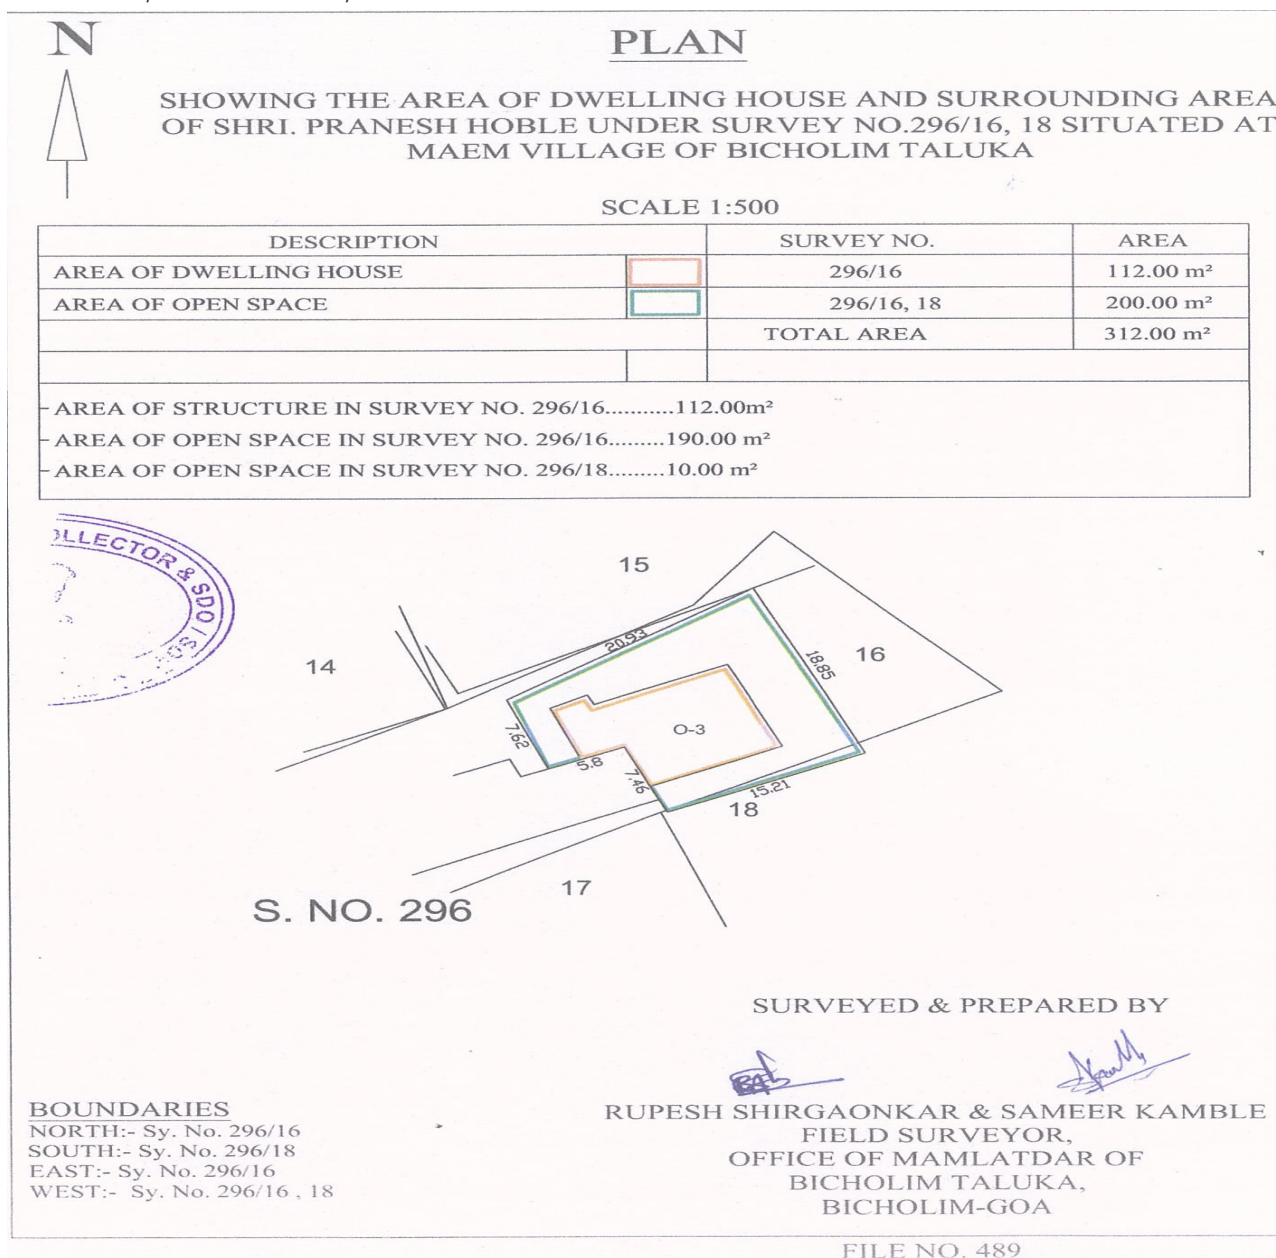 N
PLAN
SHOWING THE AREA OF DWELLING HOUSE AND SURROUNDING AREA
OF SHRI. PRANESH HOBLE UNDER SURVEY NO.296/16, 18 SITUATED AT
MAEM VILLAGE OF BICHOLIM TALUKA
SCALE 1:500
DESCRIPTION SURVEY NO. AREA
AREA OF DWELLING HOUSE 296/16 112.00 m²
AREA OF OPEN SPACE 296/16, 18 200.00 m²
TOTAL AREA 312.00 m²
AREA OF STRUCTURE IN SURVEY NO. 296/16..........112.00m²
AREA OF OPEN SPACE IN SURVEY NO. 296/16........190.00 m²
AREA OF OPEN SPACE IN SURVEY NO. 296/18........10.00 m²
OLLECTOR & SDO
15
20.93
14
18.85
16
7.62
O-3
5.8
7.46
15.21
18
17
S. NO. 296
SURVEYED & PREPARED BY
RUPESH SHIRGAONKAR & SAMEER KAMBLE
FIELD SURVEYOR,
OFFICE OF MAMLATDAR OF
BICHOLIM TALUKA,
BICHOLIM-GOA
BOUNDARIES
NORTH:- Sy. No. 296/16
SOUTH:- Sy. No. 296/18
EAST:- Sy. No. 296/16
WEST:- Sy. No. 296/16 , 18
FILE NO. 489